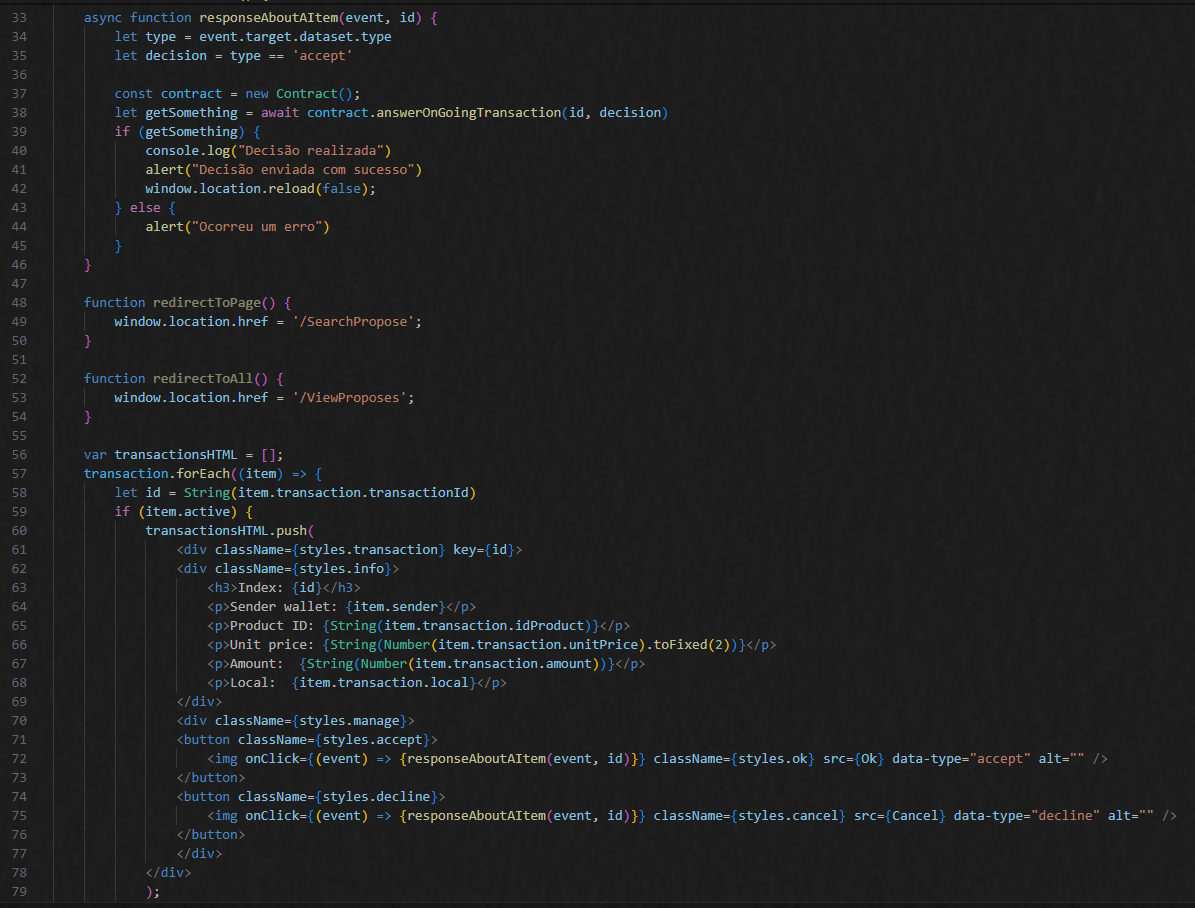 33 async function responseAboutAItem(event, id) {
34 let type = event.target.dataset.type
35 let decision = type == 'accept'
36
37 const contract = new Contract();
38 let getSomething = await contract.answerOnGoingTransaction(id, decision)
39 if (getSomething) {
40 console.log("Decisão realizada")
41 alert("Decisão enviada com sucesso")
42 window.location.reload(false);
43 } else {
44 alert("Ocorreu um erro")
45 }
46 }
47
48 function redirectToPage() {
49 window.location.href = '/SearchPropose';
50 }
51
52 function redirectToAll() {
53 window.location.href = '/ViewProposes';
54 }
55
56 var transactionsHTML = [];
57 transaction.forEach((item) => {
58 let id = String(item.transaction.transactionId)
59 if (item.active) {
60 transactionsHTML.push(
61 <div className={styles.transaction} key={id}>
62 <div className={styles.info}>
63 <h3>Index: {id}</h3>
64 <p>Sender wallet: {item.sender}</p>
65 <p>Product ID: {String(item.transaction.idProduct)}</p>
66 <p>Unit price: {String(Number(item.transaction.unitPrice).toFixed(2))}</p>
67 <p>Amount:  {String(Number(item.transaction.amount))}</p>
68 <p>Local:  {item.transaction.local}</p>
69 </div>
70 <div className={styles.manage}>
71 <button className={styles.accept}>
72 <img onClick={(event) => {responseAboutAItem(event, id)}} className={styles.ok} src={Ok} data-type="accept" alt="" />
73 </button>
74 <button className={styles.decline}>
75 <img onClick={(event) => {responseAboutAItem(event, id)}} className={styles.cancel} src={Cancel} data-type="decline" alt="" />
76 </button>
77 </div>
78 </div>
79 );